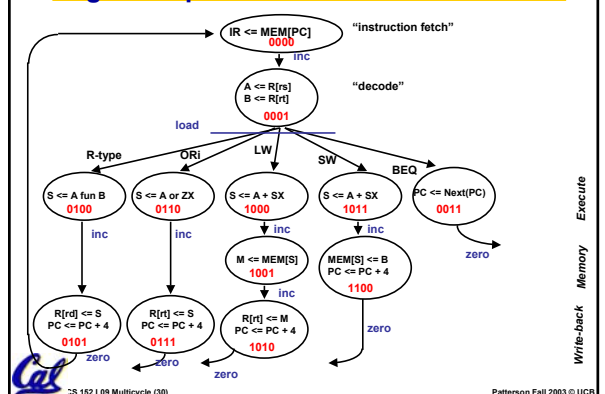 IR <= MEM[PC]
0000
"instruction fetch"
inc
A <= R[rs]
B <= R[rt]
0001
"decode"
load
R-type
ORi
LW
SW
BEQ
S <= A fun B
0100
S <= A or ZX
0110
S <= A + SX
1000
S <= A + SX
1011
PC <= Next(PC)
0011
Execute
inc
inc
inc
inc
zero
M <= MEM[S]
1001
MEM[S] <= B
PC <= PC + 4
1100
Memory
inc
R[rd] <= S
PC <= PC + 4
0101
R[rt] <= S
PC <= PC + 4
0111
R[rt] <= M
PC <= PC + 4
1010
zero
Write-back
zero
zero
zero
Cal
CS 152 L09 Multicycle (30)
Patterson Fall 2003 © UCB